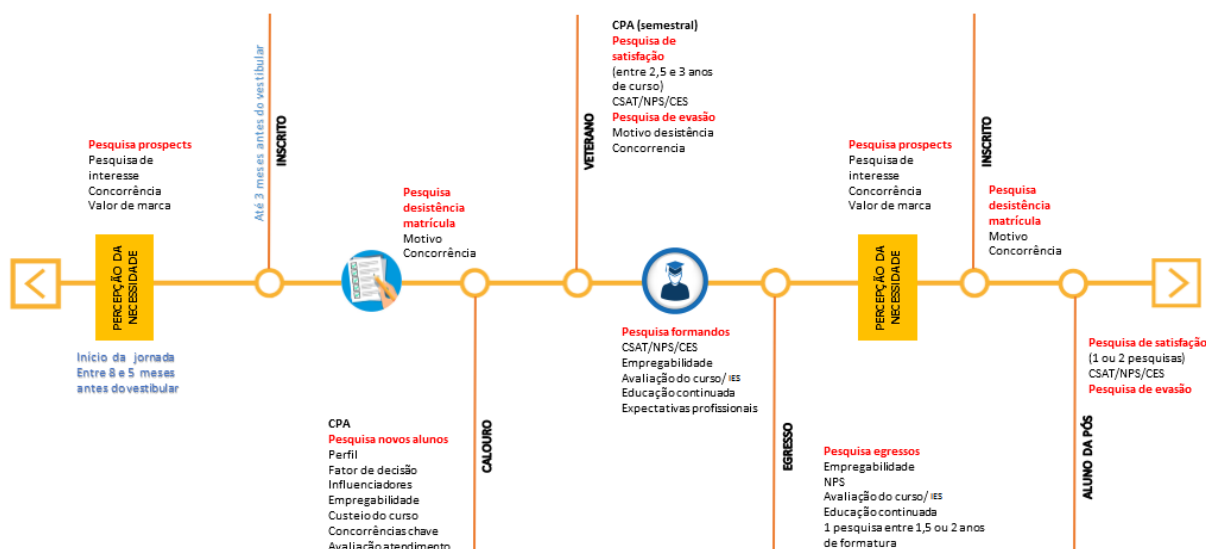 Pesquisa prospects
Pesquisa de
interesse
Concorrência
Valor de marca
PERCEPÇÃO DA
NECESSIDADE
Início da jornada
Entre 8 e 5 meses
antes do vestibular
Até 3 meses antes do vestibular
INSCRITO
Pesquisa
desistência
matrícula
Motivo
Concorrência
CPA
Pesquisa novos alunos
Perfil
Fator de decisão
Influenciadores
Empregabilidade
Custeio do curso
Concorrências chave
Avaliação atendimento
CALOURO
VETERANO
CPA (semestral)
Pesquisa de
satisfação
(entre 2,5 e 3 anos
de curso)
CSAT/NPS/CES
Pesquisa de evasão
Motivo desistência
Concorrencia
Pesquisa formandos
CSAT/NPS/CES
Empregabilidade
Avaliação do curso/ IES
Educação continuada
Expectativas profissionais
EGRESSO
Pesquisa egressos
Empregabilidade
NPS
Avaliação do curso/ IES
Educação continuada
1 pesquisa entre 1,5 ou 2 anos
de formatura
Pesquisa prospects
Pesquisa de
interesse
Concorrência
Valor de marca
PERCEPÇÃO DA
NECESSIDADE
INSCRITO
Pesquisa
desistência
matrícula
Motivo
Concorrência
ALUNO DA PÓS
Pesquisa de satisfação
(1 ou 2 pesquisas)
CSAT/NPS/CES
Pesquisa de evasão